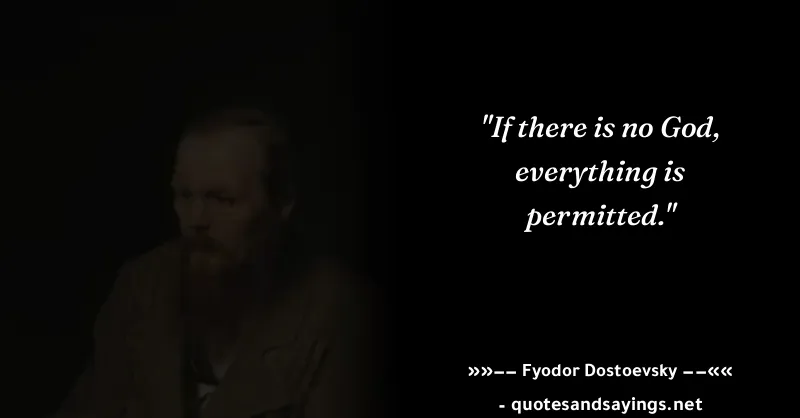 "If there is no God,
everything is
permitted."
»»−− Fyodor Dostoevsky −−««
- quotesandsayings.net